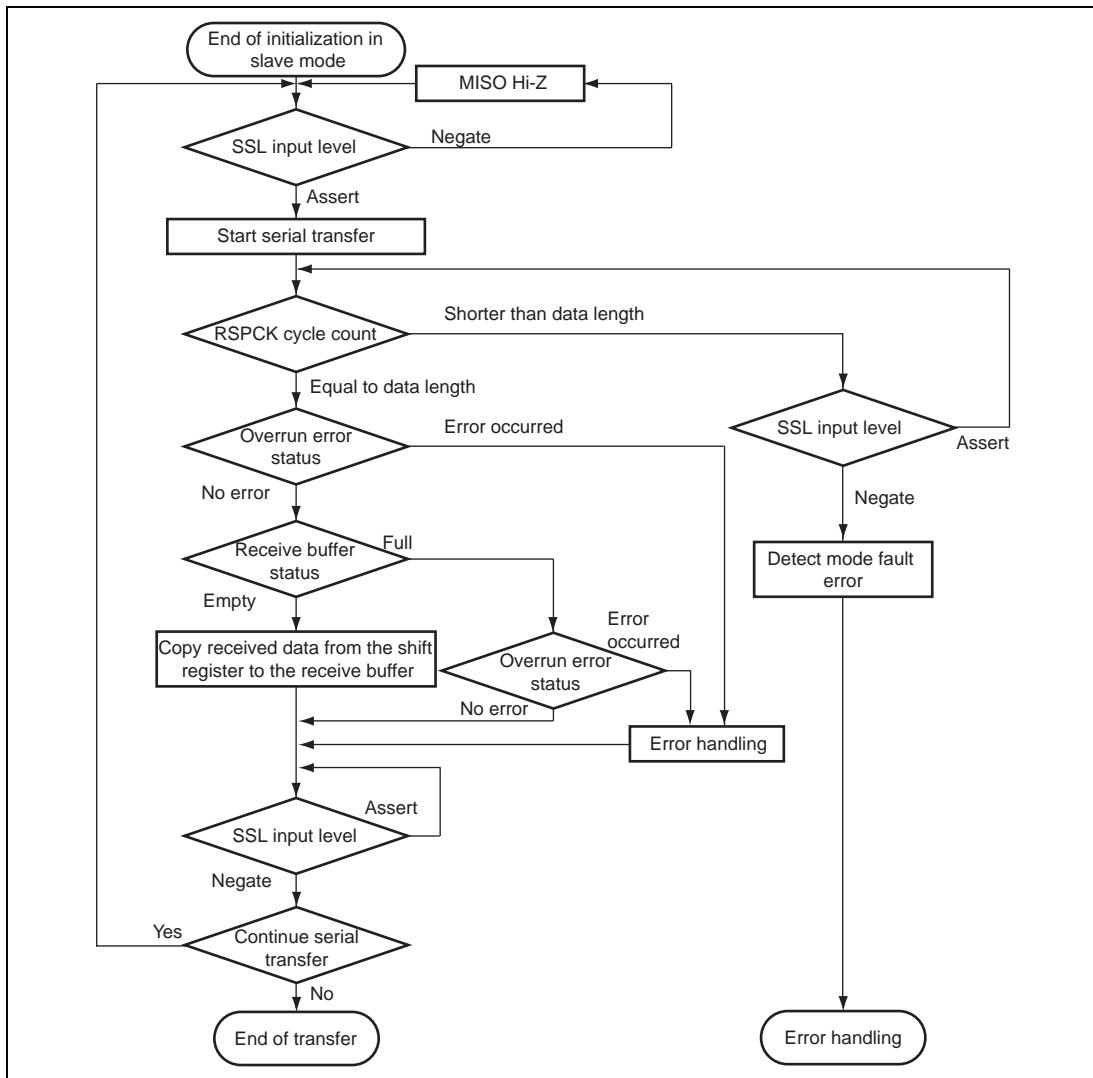 End of initialization in
slave mode
MISO Hi-Z
SSL input level
Negate
Assert
Start serial transfer
RSPCK cycle count
Shorter than data length
Equal to data length
SSL input level
Assert
Overrun error
status
Error occurred
No error
Negate
Receive buffer
status
Full
Detect mode fault
error
Empty
Copy received data from the shift
register to the receive buffer
Error
occurred
Overrun error
status
No error
Error handling
Assert
SSL input level
Negate
Yes
Continue serial
transfer
No
End of transfer
Error handling